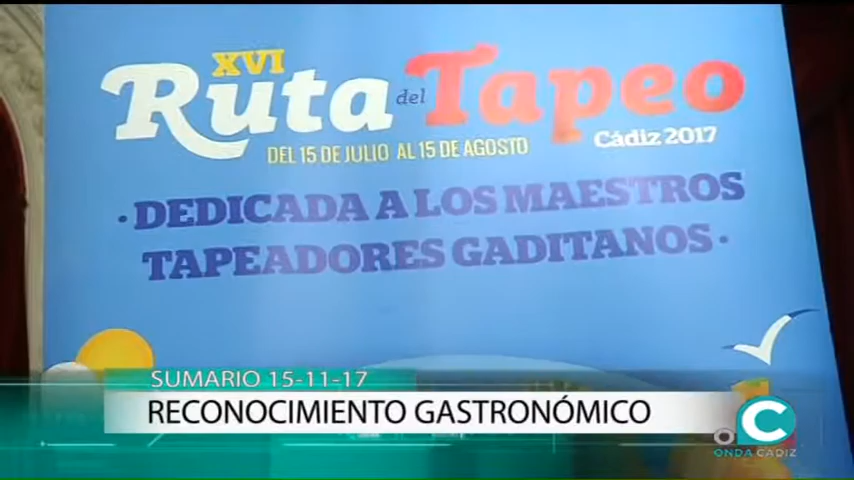 XVI
Ruta del Tapeo
Cádiz 2017
DEL 15 DE JULIO AL 15 DE AGOSTO
· DEDICADA A LOS MAESTROS
TAPEADORES GADITANOS ·
SUMARIO 15-11-17
RECONOCIMIENTO GASTRONÓMICO
C
ONDA CÁDIZ